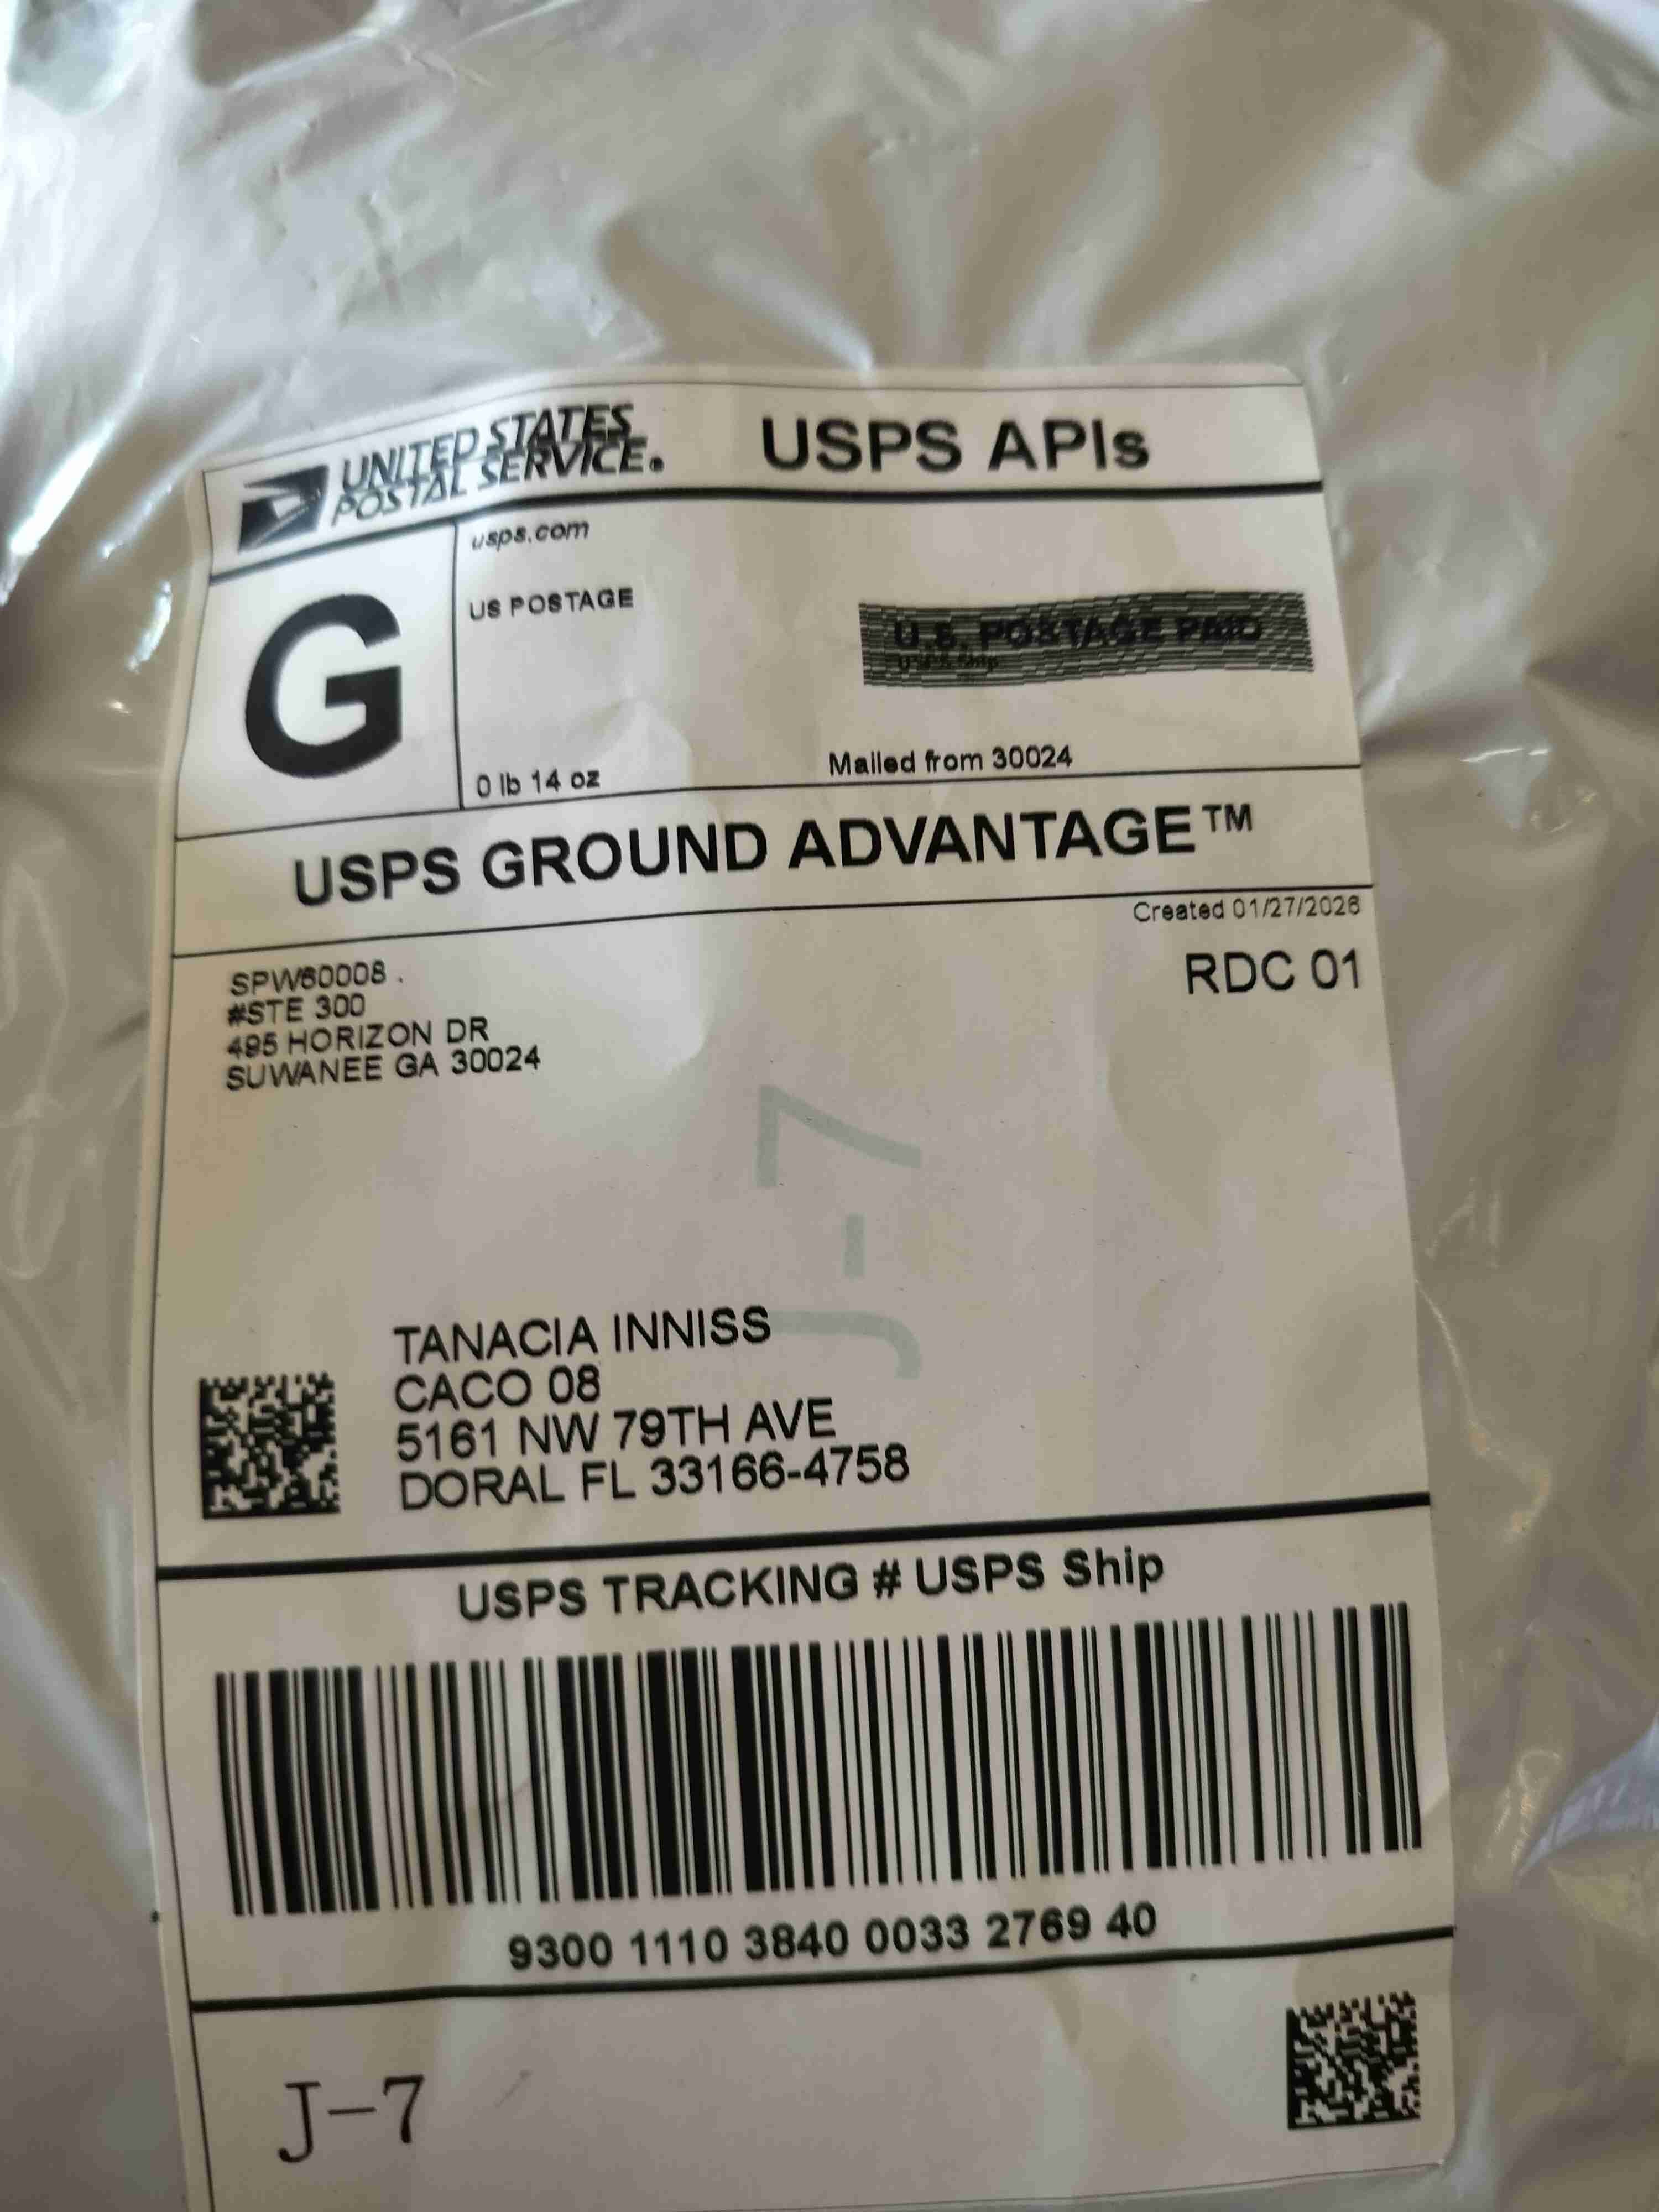 UNITED STATES
POSTAL SERVICE.
USPS APIs
G
usps.com
US POSTAGE
U.S. POSTAGE PAID
USPS Ship
0 lb 14 oz
Mailed from 30024
USPS GROUND ADVANTAGE™
Created 01/27/2026
RDC 01
SPW60008 .
#STE 300
495 HORIZON DR
SUWANEE GA 30024
J-7
TANACIA INNISS
CACO 08
5161 NW 79TH AVE
DORAL FL 33166-4758
USPS TRACKING # USPS Ship
9300 1110 3840 0033 2769 40
J-7